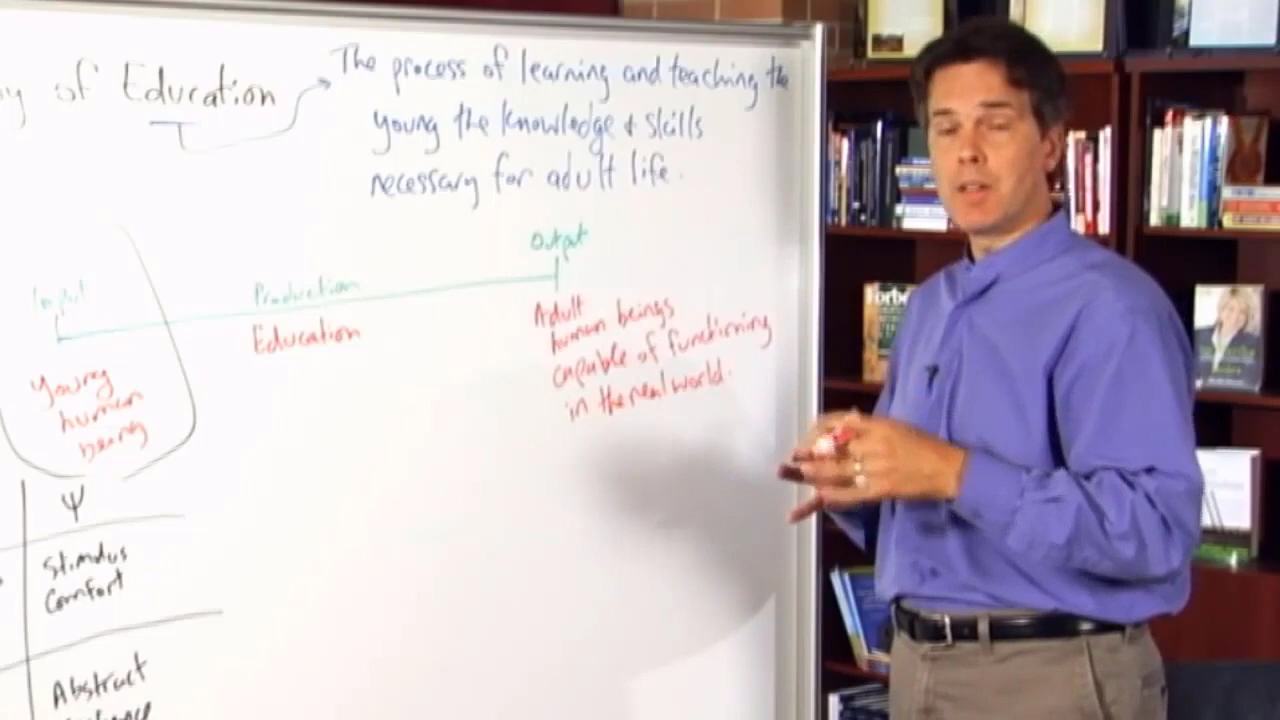 of Education
The process of learning and teaching the
young the knowledge + skills
necessary for adult life.
Input
Production
Output
Young
human
being
Education
Adult
human beings
capable of functioning
in the real world.
Ψ
Stimulus
Comfort
Abstract
Forbes